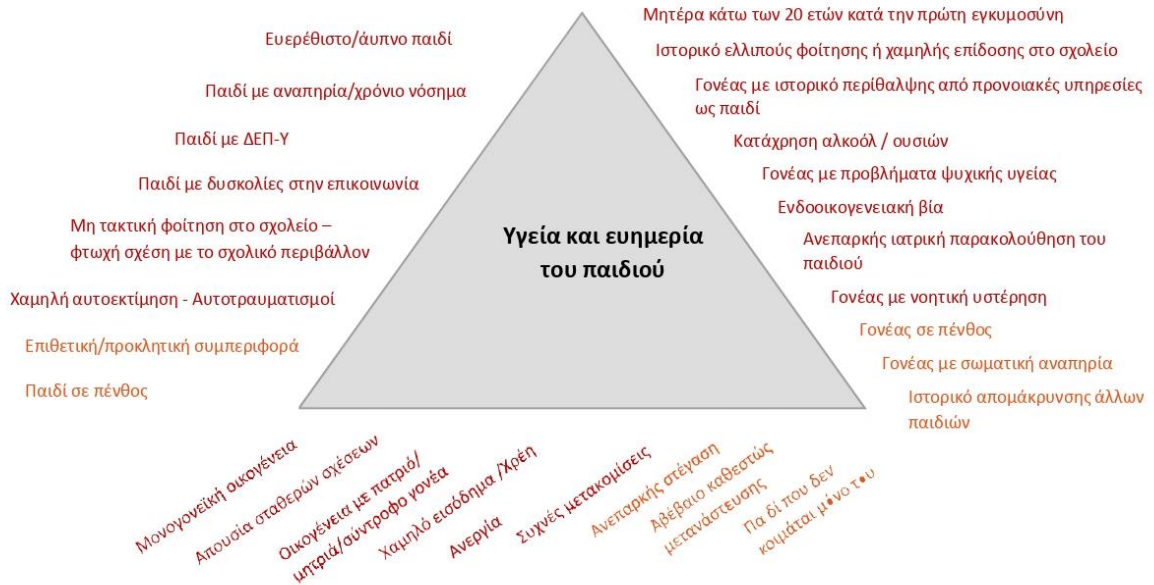 Ευερέθιστο/άυπνο παιδί
Παιδί με αναπηρία/χρόνιο νόσημα
Παιδί με ΔΕΠ-Υ
Παιδί με δυσκολίες στην επικοινωνία
Μη τακτική φοίτηση στο σχολείο –
φτωχή σχέση με το σχολικό περιβάλλον
Χαμηλή αυτοεκτίμηση - Αυτοτραυματισμοί
Επιθετική/προκλητική συμπεριφορά
Παιδί σε πένθος
Υγεία και ευημερία
του παιδιού
Μητέρα κάτω των 20 ετών κατά την πρώτη εγκυμοσύνη
Ιστορικό ελλιπούς φοίτησης ή χαμηλής επίδοσης στο σχολείο
Γονέας με ιστορικό περίθαλψης από προνοιακές υπηρεσίες
ως παιδί
Κατάχρηση αλκοόλ / ουσιών
Γονέας με προβλήματα ψυχικής υγείας
Ενδοοικογενειακή βία
Ανεπαρκής ιατρική παρακολούθηση του
παιδιού
Γονέας με νοητική υστέρηση
Γονέας σε πένθος
Γονέας με σωματική αναπηρία
Ιστορικό απομάκρυνσης άλλων
παιδιών
Μονογονεϊκή οικογένεια
Απουσία σταθερών σχέσεων
Οικογένεια με πατριό/
μητριά/σύντροφο γονέα
Χαμηλό εισόδημα /Χρέη
Ανεργία
Συχνές μετακομίσεις
Ανεπαρκής στέγαση
Αβέβαιο καθεστώς
μετανάστευσης
Πα δί που δεν
κοιμάται μόνο του